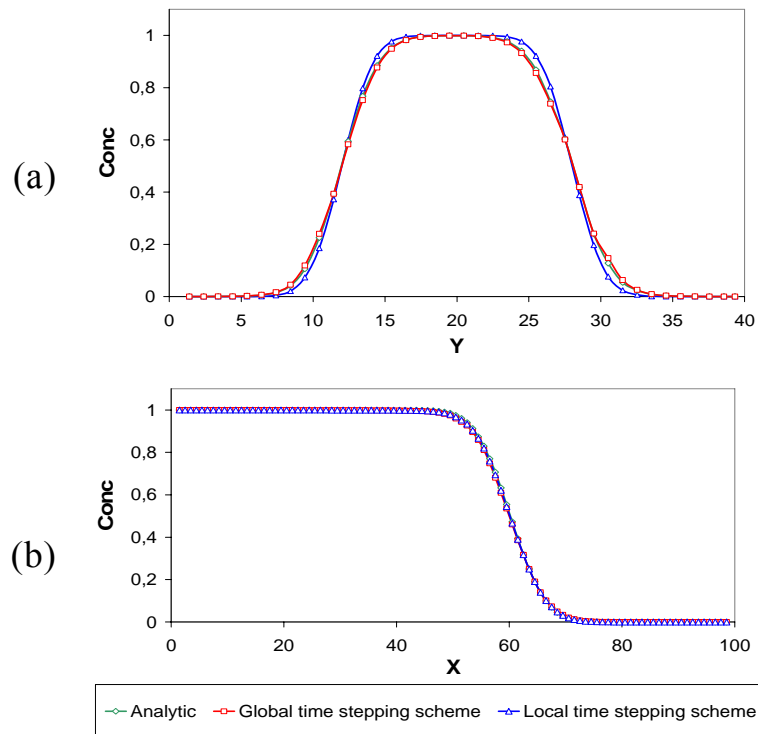 (a)
Conc
1
0,8
0,6
0,4
0,2
0
0 5 10 15 20 25 30 35 40
Y
(b)
Conc
1
0,8
0,6
0,4
0,2
0
0 20 40 60 80 100
X
Analytic Global time stepping scheme Local time stepping scheme